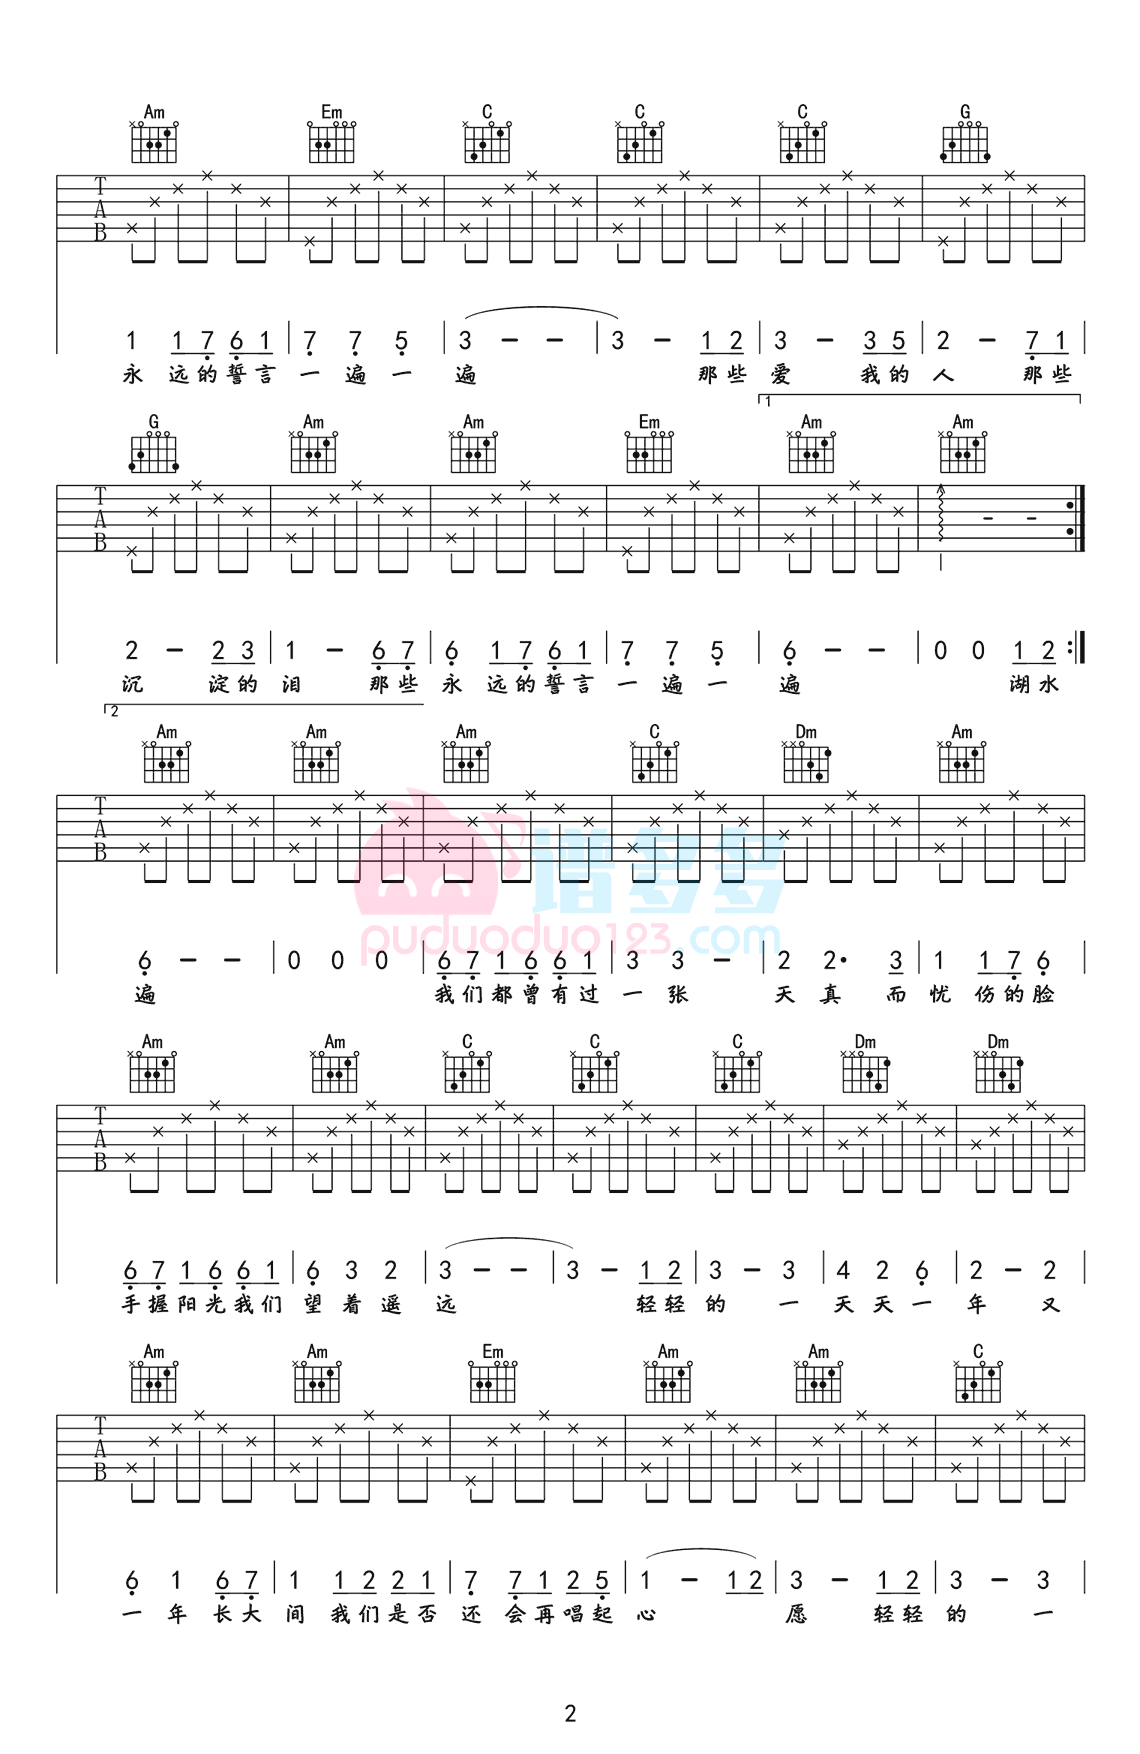 Am Em C C C G
T A B
1 1 7 6 1 7 7 5 3 - - 3 - 1 2 3 - 3 5 2 - 7 1
永 远的誓言 一 遍 一 遍 那些 爱 我的 人 那些
1
G Am Am Em Am Am
T A B
2 - 2 3 1 - 6 7 6 1 7 6 1 7 7 5 6 - - 0 0 1 2
沉 淀的 泪 那些 永 远的誓言 一 遍 一 遍 湖水
2
Am Am Am C Dm Am
T A B
谱多多
puduoduo123.com
6 - - 0 0 0 6 7 1 6 6 1 3 3 - 2 2· 3 1 1 7 6
遍 我们都曾有过 一 张 天 真 而 忧 伤的脸
Am Am C C C Dm Dm
T A B
6 7 1 6 6 1 6 3 2 3 - - 3 - 1 2 3 - 3 4 2 6 2 - 2
手握阳光我们 望 着 遥 远 轻轻 的 一 天 天 一 年 又
Am Am Em Am Am C
T A B
6 1 6 7 1 1 2 2 1 7 7 1 2 5 1 - 1 2 3 - 1 2 3 - 3
一 年 长大 间 我们是否 还 会再唱起 心 愿 轻轻 的 一
2